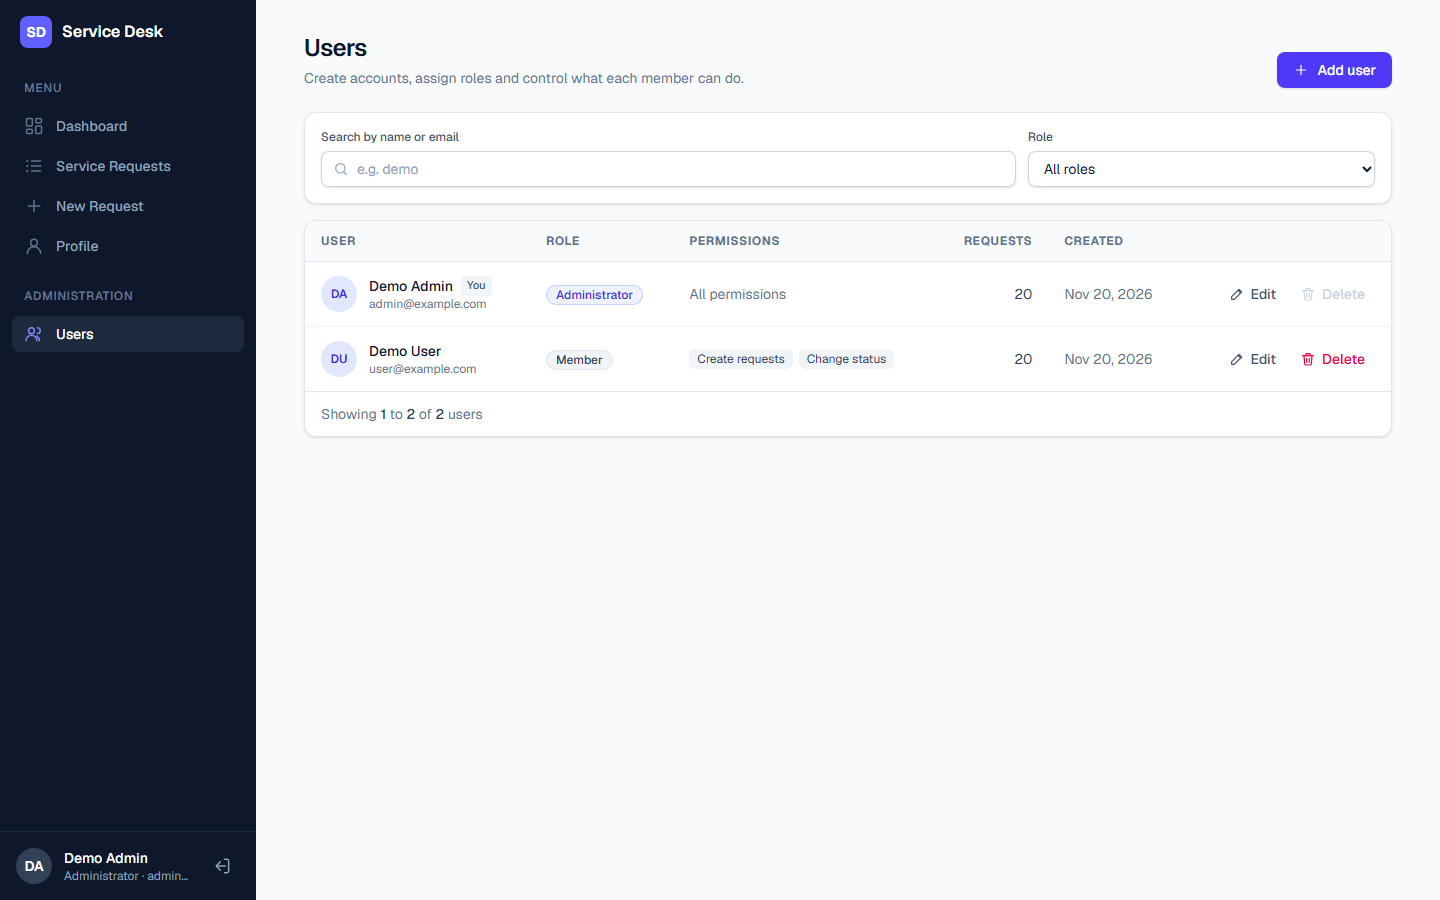 SD Service Desk
MENU
Dashboard
Service Requests
New Request
Profile
ADMINISTRATION
Users
DA
Demo Admin
Administrator · admin...
Users
Create accounts, assign roles and control what each member can do.
Add user
Search by name or email
e.g. demo
Role
All roles
USER ROLE PERMISSIONS REQUESTS CREATED
DA Demo Admin You Administrator All permissions 20 Nov 20, 2026 Edit Delete
admin@example.com
DU Demo User Member Create requests Change status 20 Nov 20, 2026 Edit Delete
user@example.com
Showing 1 to 2 of 2 users